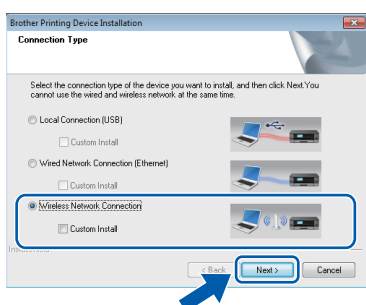 Brother Printing Device Installation
Connection Type
Select the connection type of the device you want to install, and then click Next.You
cannot use the wired and wireless network at the same time.
Local Connection (USB)
Custom Install
Wired Network Connection (Ethernet)
Custom Install
Wireless Network Connection
Custom Install
< Back
Next >
Cancel